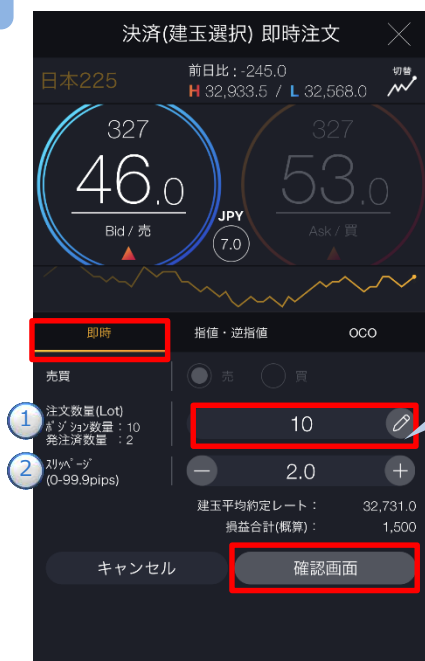 決済(建玉選択) 即時注文
日本225
前日比 : -245.0
H 32,933.5 / L 32,568.0
切替
327
46.0
Bid / 売
327
53.0
Ask / 買
JPY
7.0
即時
指値・逆指値
OCO
売買
売
買
1
注文数量(Lot)
ﾎﾟｼﾞｼｮﾝ数量：10
発注済数量 ：2
10
2
ｽﾘｯﾍﾟｰｼﾞ
(0-99.9pips)
2.0
建玉平均約定レート： 32,731.0
損益合計(概算)： 1,500
キャンセル
確認画面